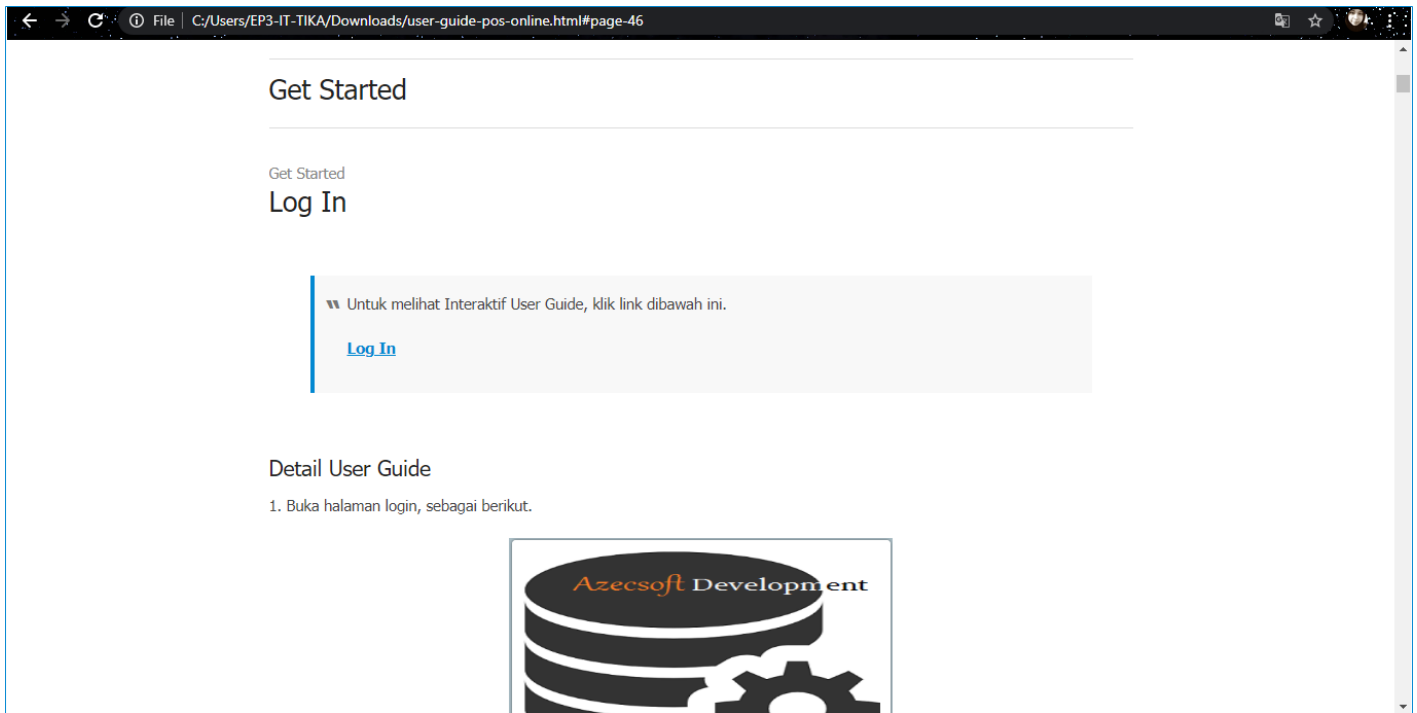 File | C:/Users/EP3-IT-TIKA/Downloads/user-guide-pos-online.html#page-46
Get Started
Get Started
Log In
Untuk melihat Interaktif User Guide, klik link dibawah ini.
Log In
Detail User Guide
1. Buka halaman login, sebagai berikut.
Azecsoft Development